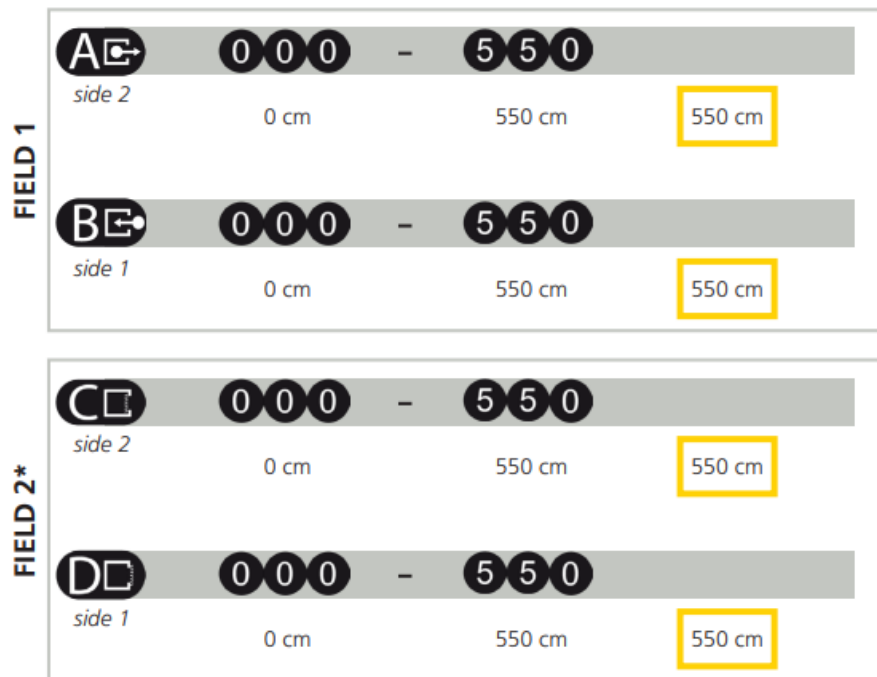 FIELD 1
A 000 - 550
side 2
0 cm 550 cm 550 cm
B 000 - 550
side 1
0 cm 550 cm 550 cm
FIELD 2*
C 000 - 550
side 2
0 cm 550 cm 550 cm
D 000 - 550
side 1
0 cm 550 cm 550 cm